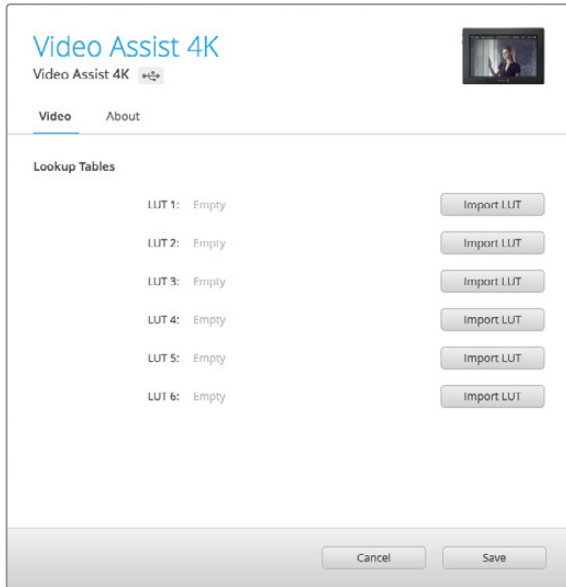 Video Assist 4K
Video Assist 4K
Video About
Lookup Tables
LUT 1: Empty Import LUT
LUT 2: Empty Import LUT
LUT 3: Empty Import LUT
LUT 4: Empty Import LUT
LUT 5: Empty Import LUT
LUT 6: Empty Import LUT
Cancel Save